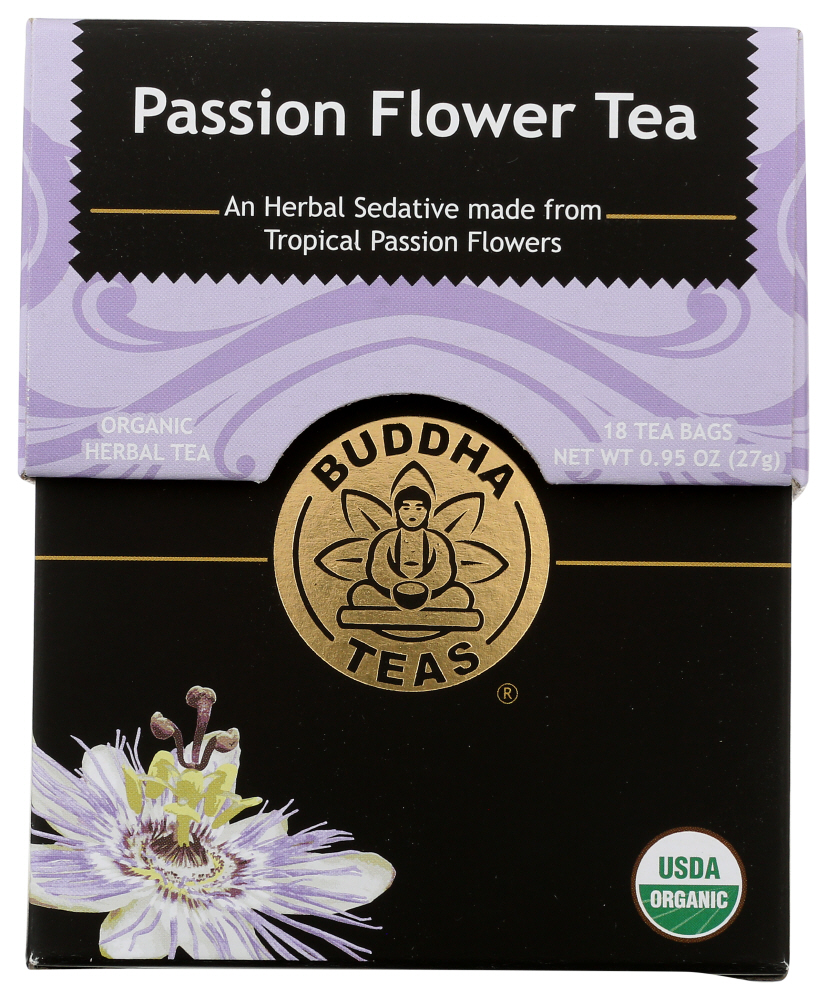 Passion Flower Tea
An Herbal Sedative made from
Tropical Passion Flowers
ORGANIC
HERBAL TEA
18 TEA BAGS
NET WT 0.95 OZ (27g)
BUDDHA
TEAS
®
USDA
ORGANIC